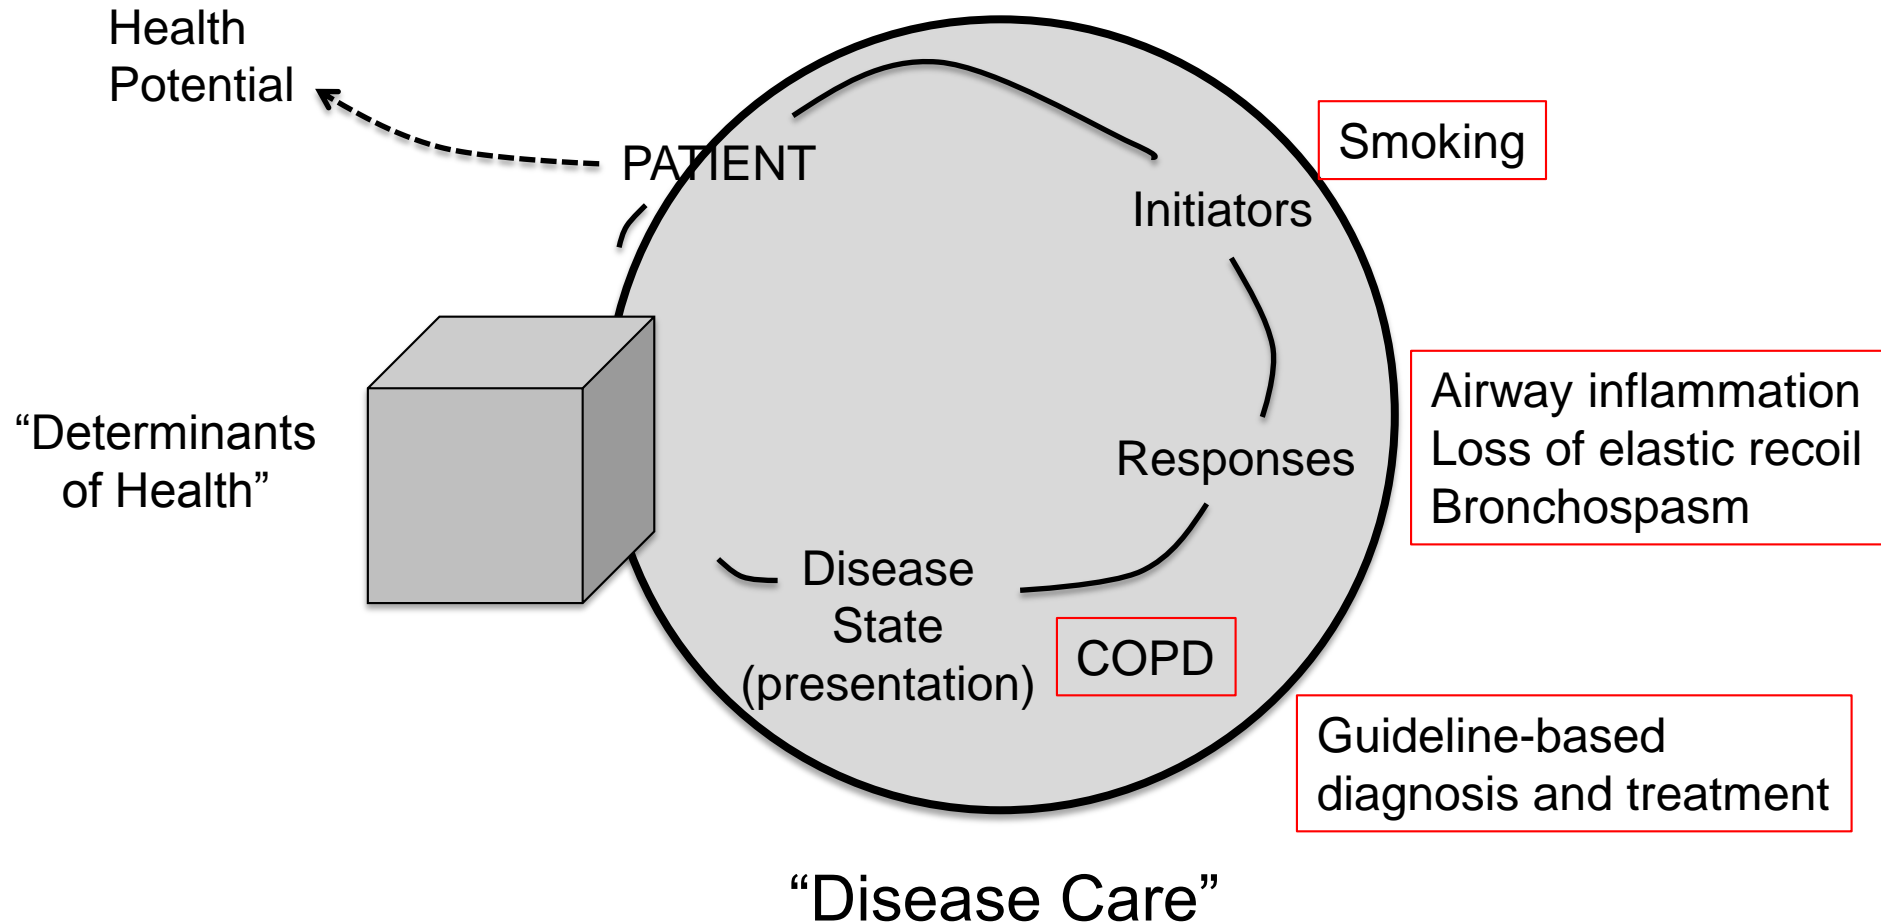 Health
Potential
PATIENT
Smoking
Initiators
“Determinants
of Health”
Airway inflammation
Loss of elastic recoil
Bronchospasm
Responses
Disease
State
(presentation)
COPD
Guideline-based
diagnosis and treatment
“Disease Care”